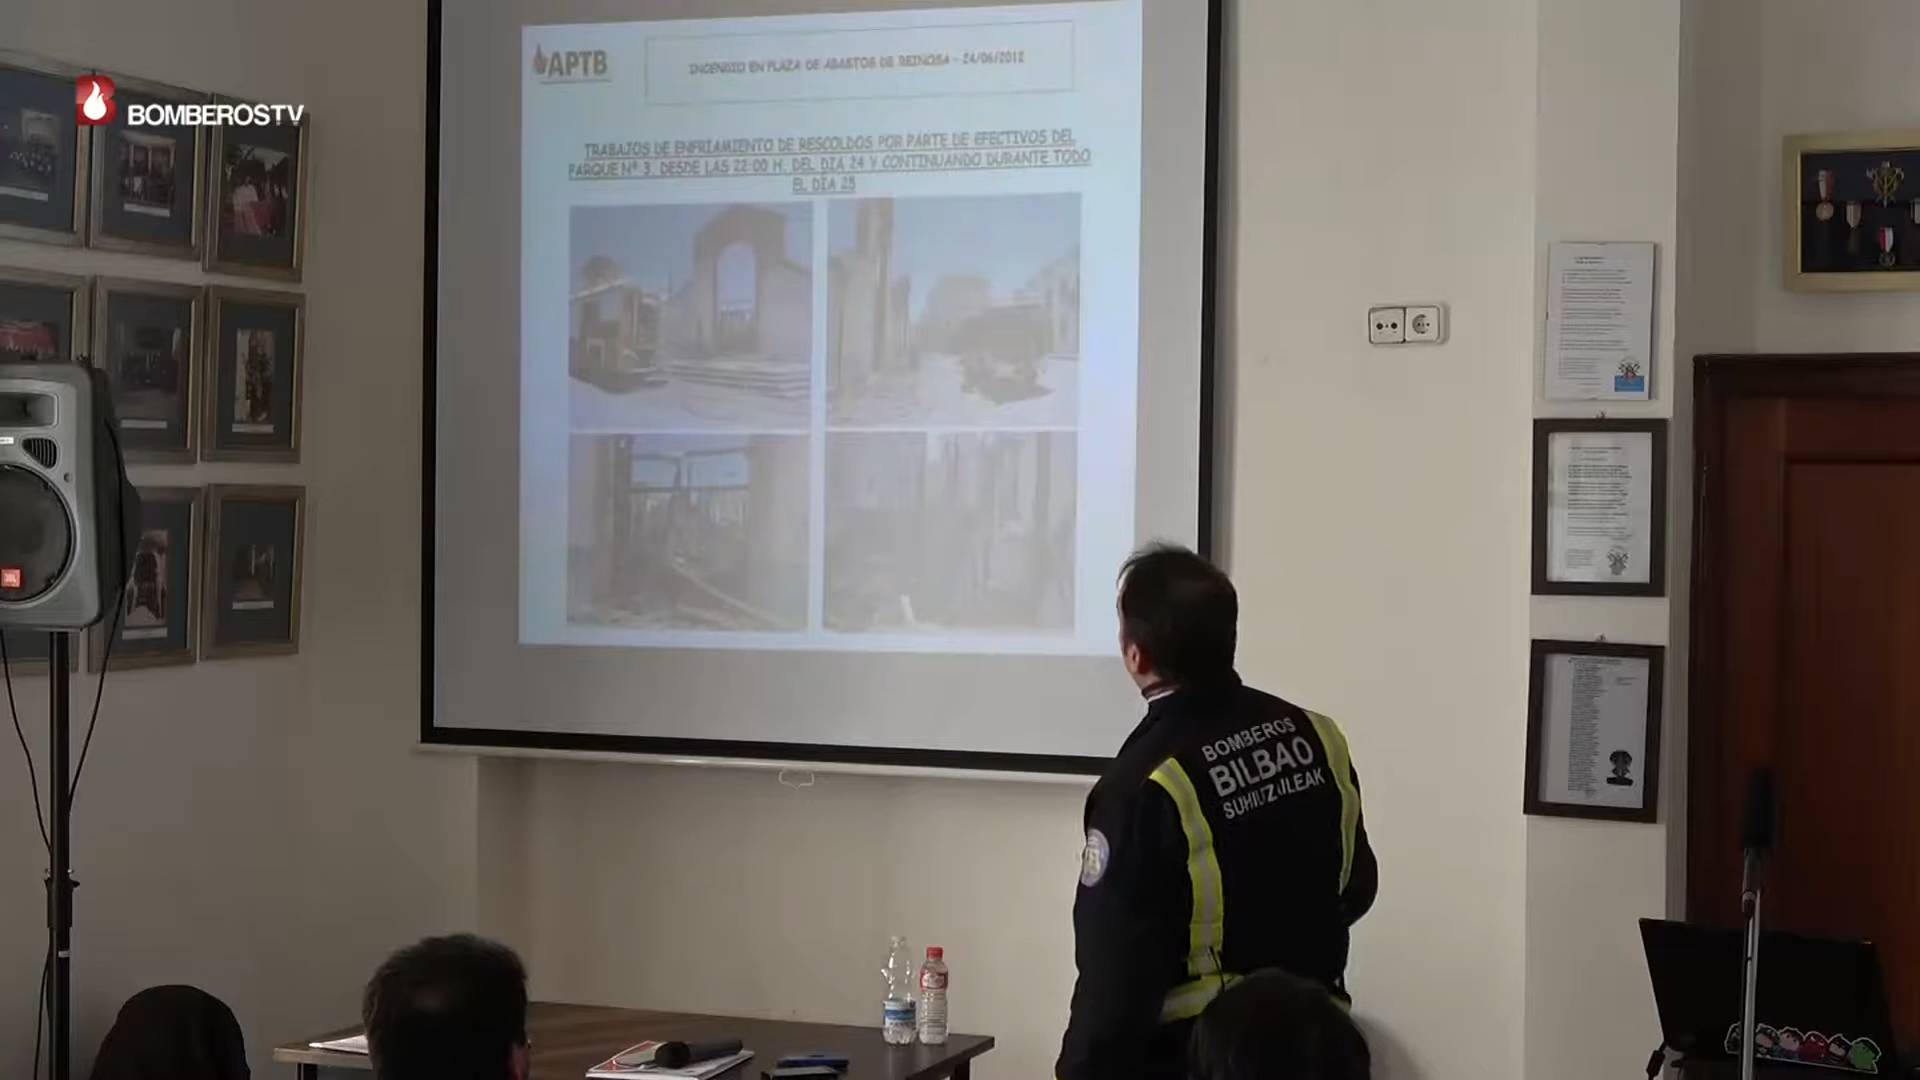 BOMBEROSTV
APTB
INCENDIO EN PLAZA DE ABASTOS DE REINOSA - 24/06/2012
TRABAJOS DE ENFRIAMIENTO DE RESCOLDOS POR PARTE DE EFECTIVOS DEL
PARQUE Nº 3, DESDE LAS 22:00 H. DEL DIA 24 Y CONTINUANDO DURANTE TODO
EL DIA 25
BOMBEROS
BILBAO
SUHILTZAILEAK
JBL